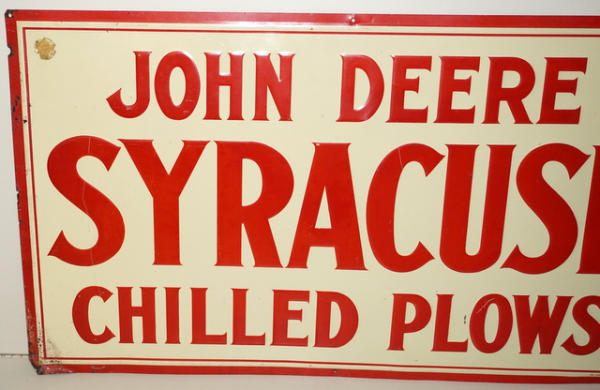 JOHN DEERE
SYRACUSE
CHILLED PLOWS